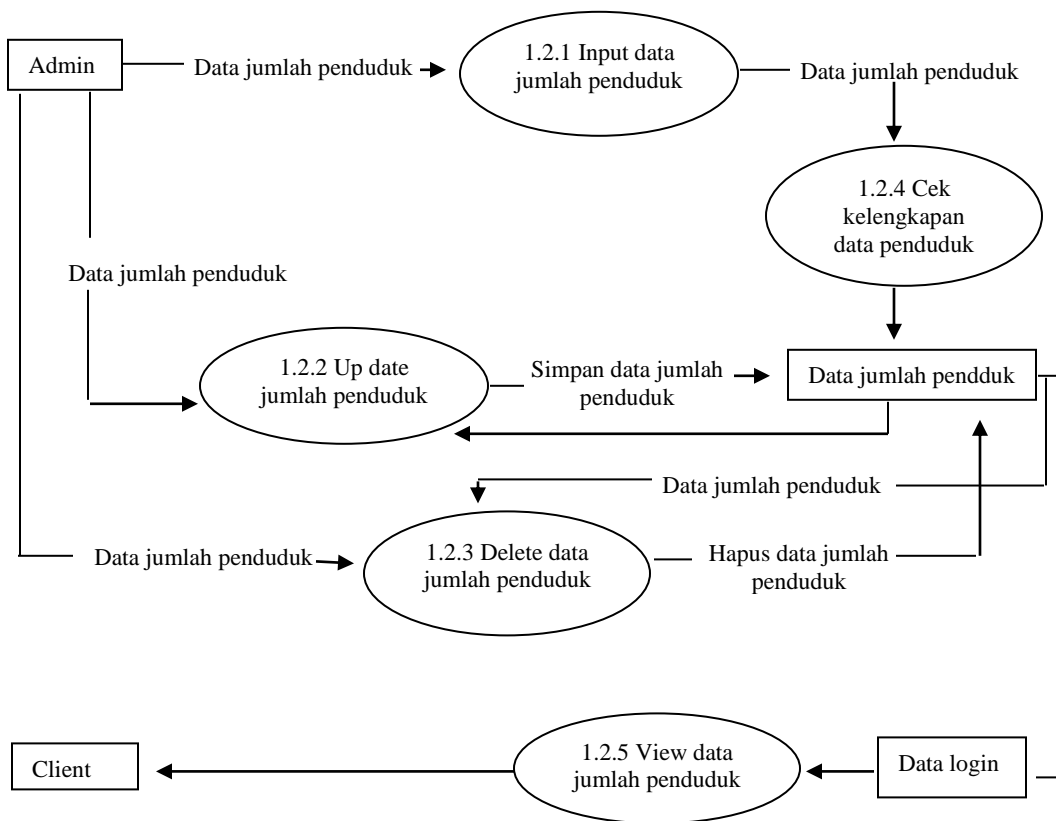 Admin
Data jumlah penduduk
1.2.1 Input data
jumlah penduduk
Data jumlah penduduk
1.2.4 Cek
kelengkapan
data penduduk
Data jumlah penduduk
1.2.2 Up date
jumlah penduduk
Simpan data jumlah
penduduk
Data jumlah pendduk
Data jumlah penduduk
Data jumlah penduduk
1.2.3 Delete data
jumlah penduduk
Hapus data jumlah
penduduk
Client
1.2.5 View data
jumlah penduduk
Data login